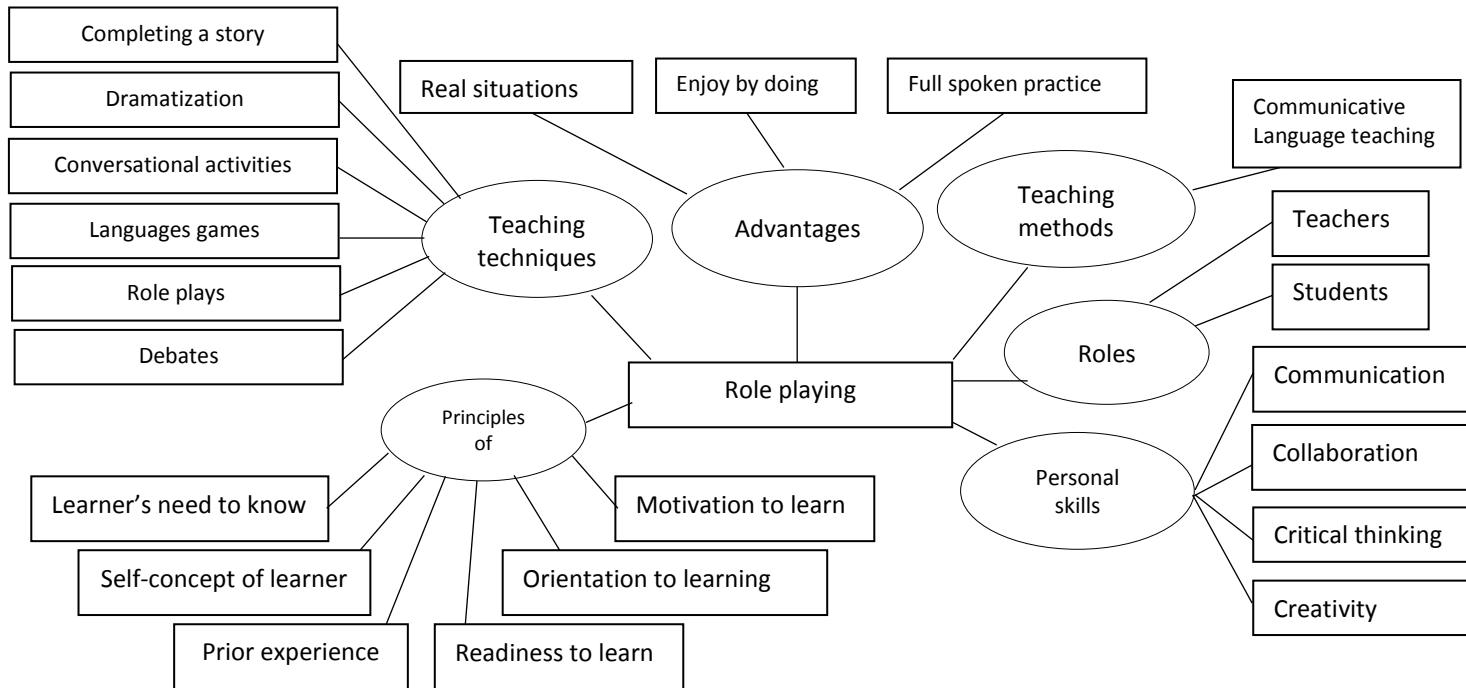 Completing a story
Dramatization
Conversational activities
Languages games
Role plays
Debates
Real situations
Enjoy by doing
Full spoken practice
Communicative
Language teaching
Teaching
techniques
Advantages
Teaching
methods
Teachers
Students
Roles
Role playing
Principles
of
Personal
skills
Communication
Collaboration
Critical thinking
Creativity
Learner's need to know
Motivation to learn
Self-concept of learner
Orientation to learning
Prior experience
Readiness to learn